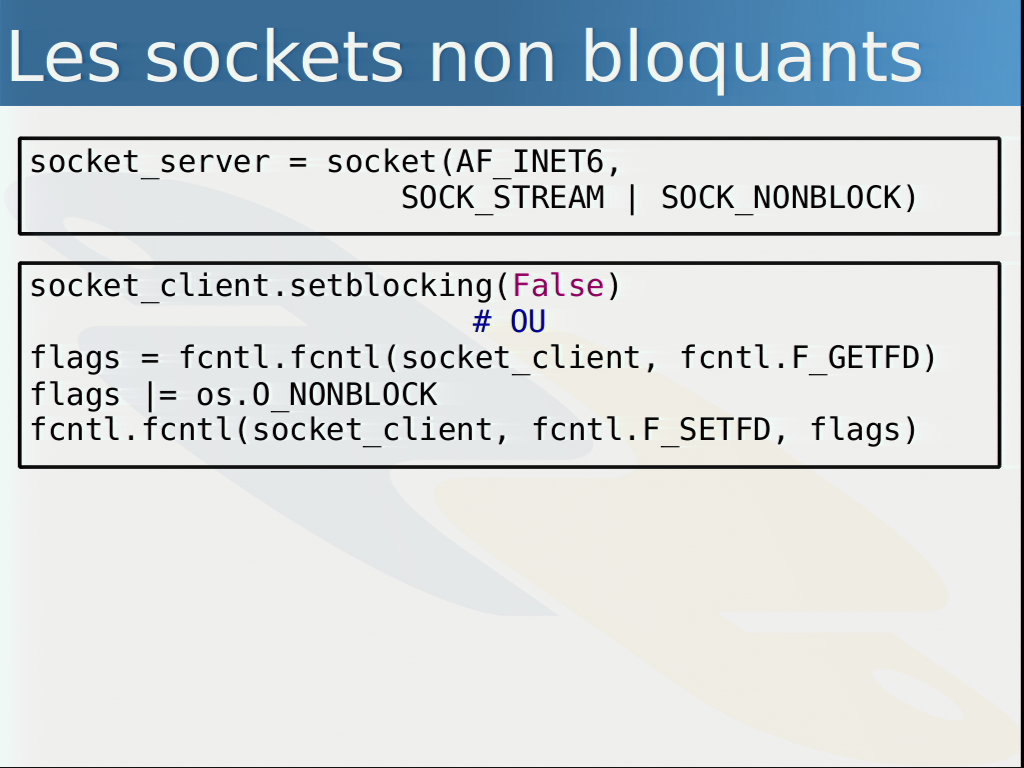 Les sockets non bloquants
socket_server = socket(AF_INET6,
SOCK_STREAM | SOCK_NONBLOCK)
socket_client.setblocking(False)
# OU
flags = fcntl.fcntl(socket_client, fcntl.F_GETFD)
flags |= os.O_NONBLOCK
fcntl.fcntl(socket_client, fcntl.F_SETFD, flags)